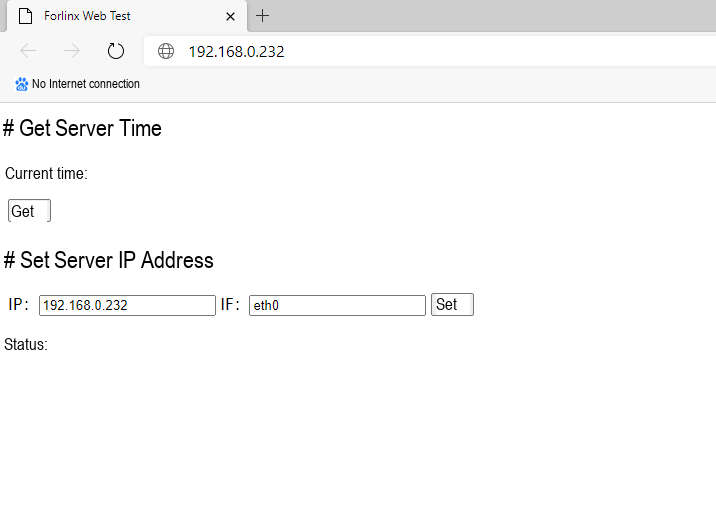 Forlinx Web Test
192.168.0.232
No Internet connection
# Get Server Time
Current time:
Get
# Set Server IP Address
IP: 192.168.0.232 IF: eth0 Set
Status: